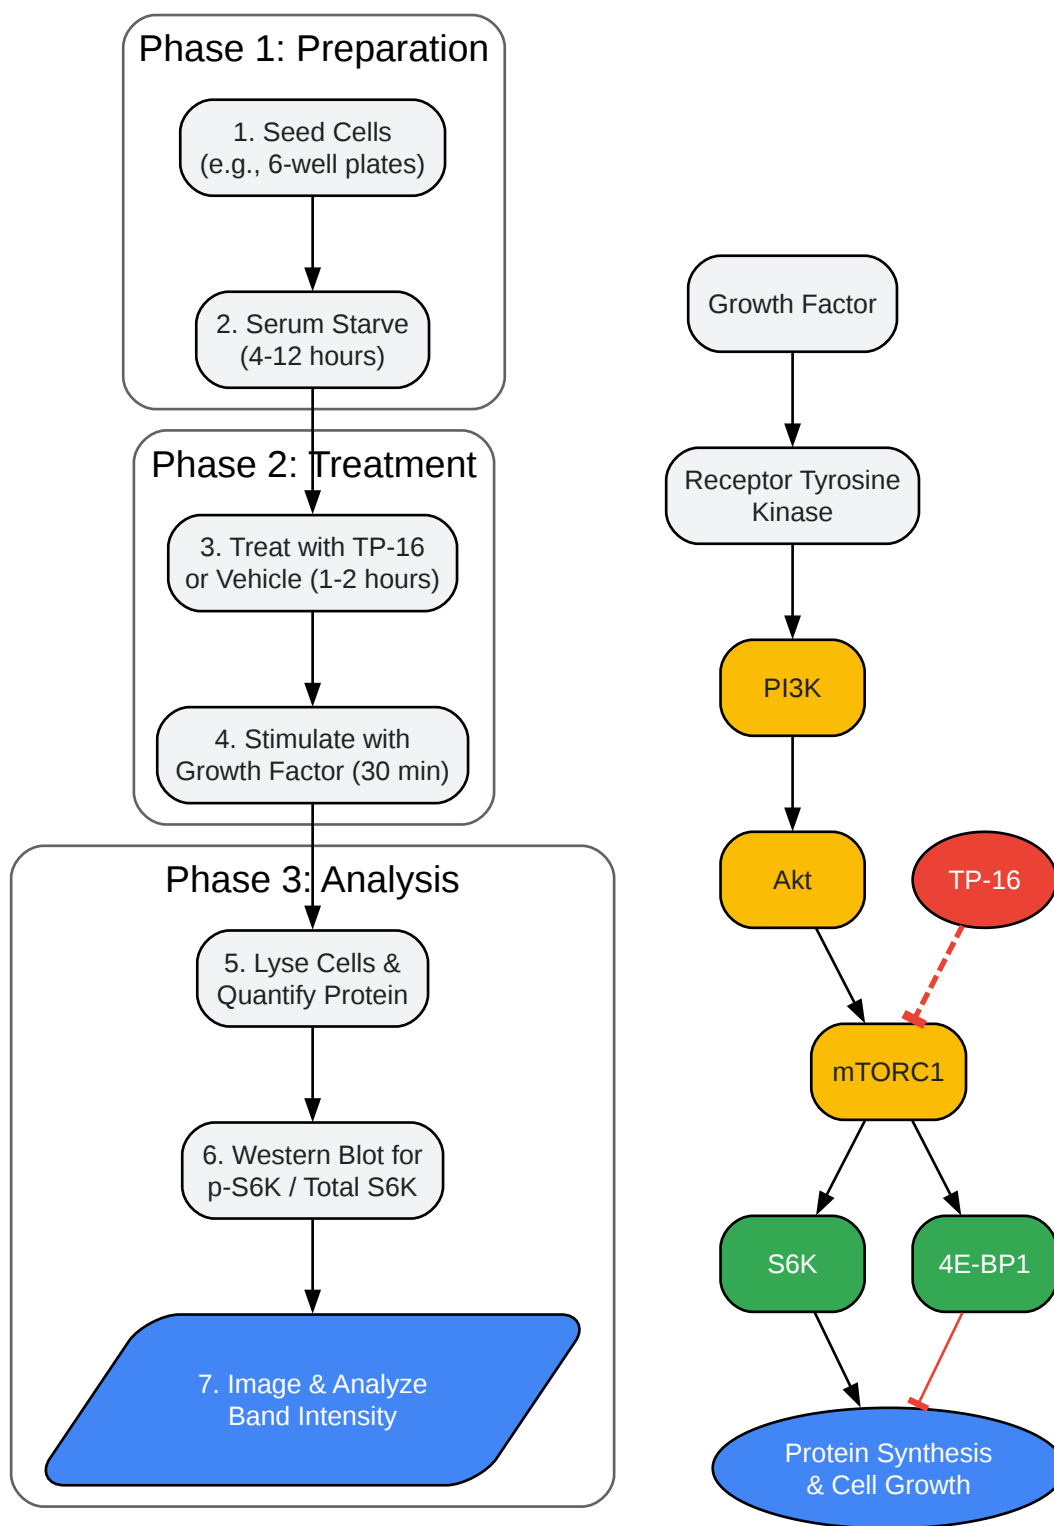 Phase 1: Preparation
1. Seed Cells
(e.g., 6-well plates)
2. Serum Starve
(4-12 hours)
Phase 2: Treatment
3. Treat with TP-16
or Vehicle (1-2 hours)
4. Stimulate with
Growth Factor (30 min)
Phase 3: Analysis
5. Lyse Cells &
Quantify Protein
6. Western Blot for
p-S6K / Total S6K
7. Image & Analyze
Band Intensity
Growth Factor
Receptor Tyrosine
Kinase
PI3K
Akt
TP-16
mTORC1
S6K
4E-BP1
Protein Synthesis
& Cell Growth